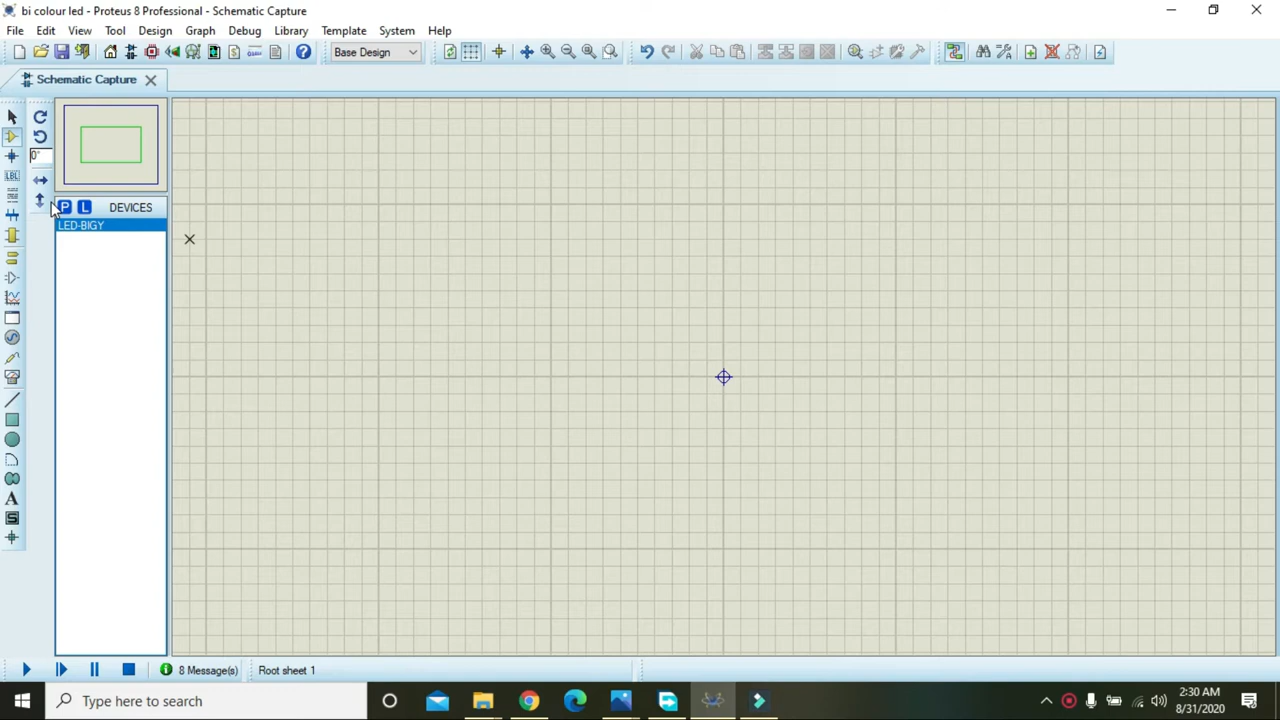 bi colour led - Proteus 8 Professional - Schematic Capture
File Edit View Tool Design Graph Debug Library Template System Help
Base Design
Schematic Capture
0°
P L DEVICES
LED-BIGY
LBL
A
S
8 Message(s) Root sheet 1
Type here to search
2:30 AM
8/31/2020